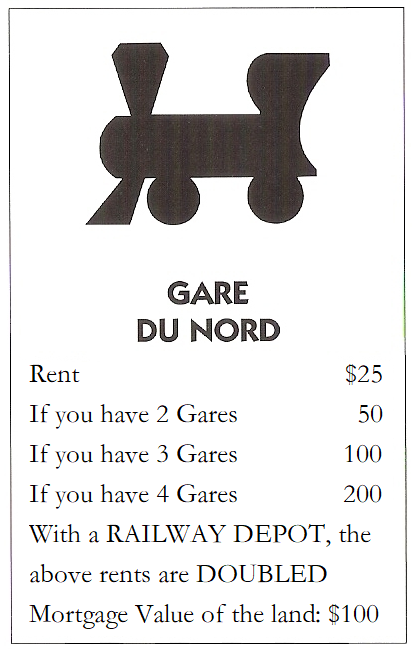 GARE
DU NORD
Rent $25
If you have 2 Gares 50
If you have 3 Gares 100
If you have 4 Gares 200
With a RAILWAY DEPOT, the
above rents are DOUBLED
Mortgage Value of the land: $100